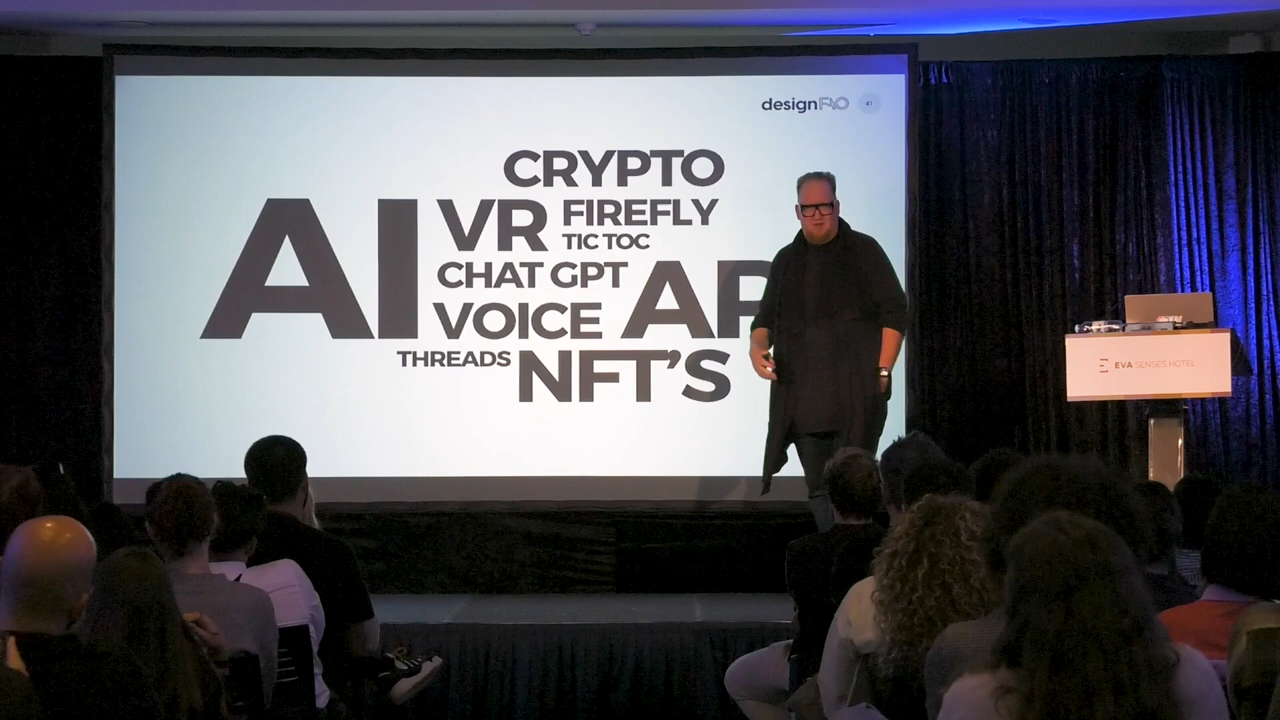 designFAO 41
CRYPTO
AI VR FIREFLY
TIC TOC
CHAT GPT
VOICE
THREADS NFT'S
EVA SENSES HOTEL